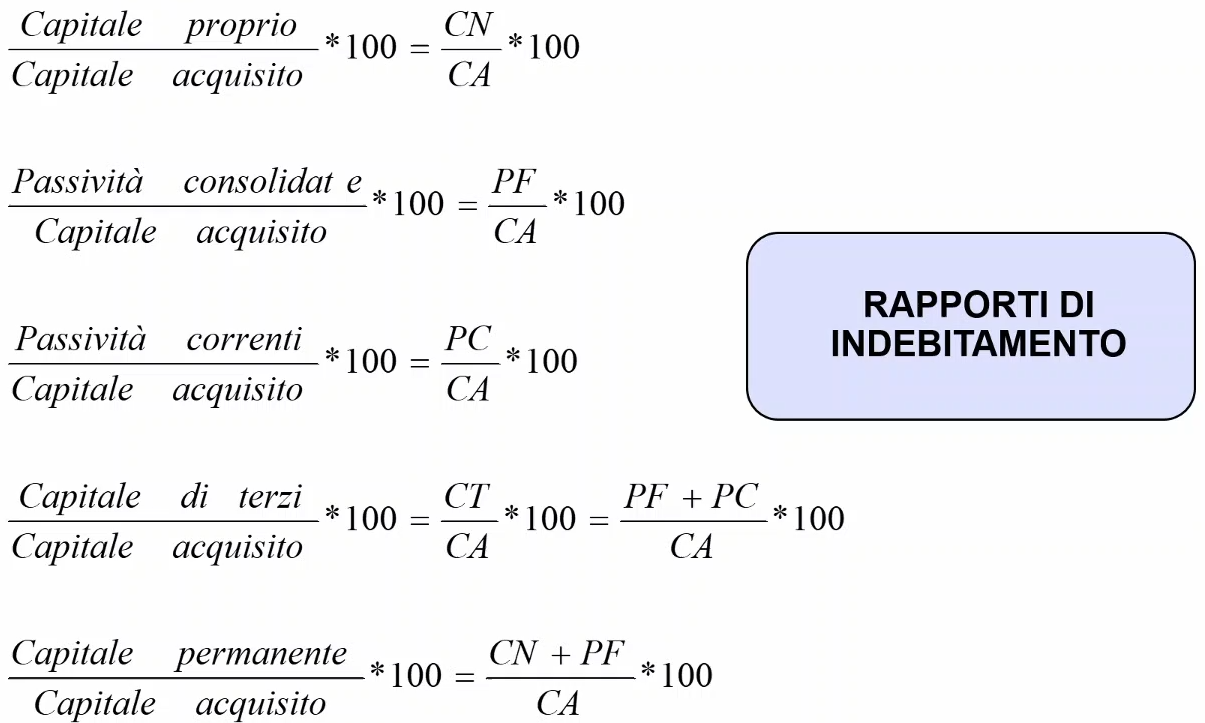 Capitale proprio
Capitale acquisito
*100 = CN
CA
*100
Passività consolidat e
Capitale acquisito
*100 = PF
CA
*100
RAPPORTI DI
INDEBITAMENTO
Passività correnti
Capitale acquisito
*100 = PC
CA
*100
Capitale di terzi
Capitale acquisito
*100 = CT
CA
*100 = PF + PC
CA
*100
Capitale permanente
Capitale acquisito
*100 = CN + PF
CA
*100